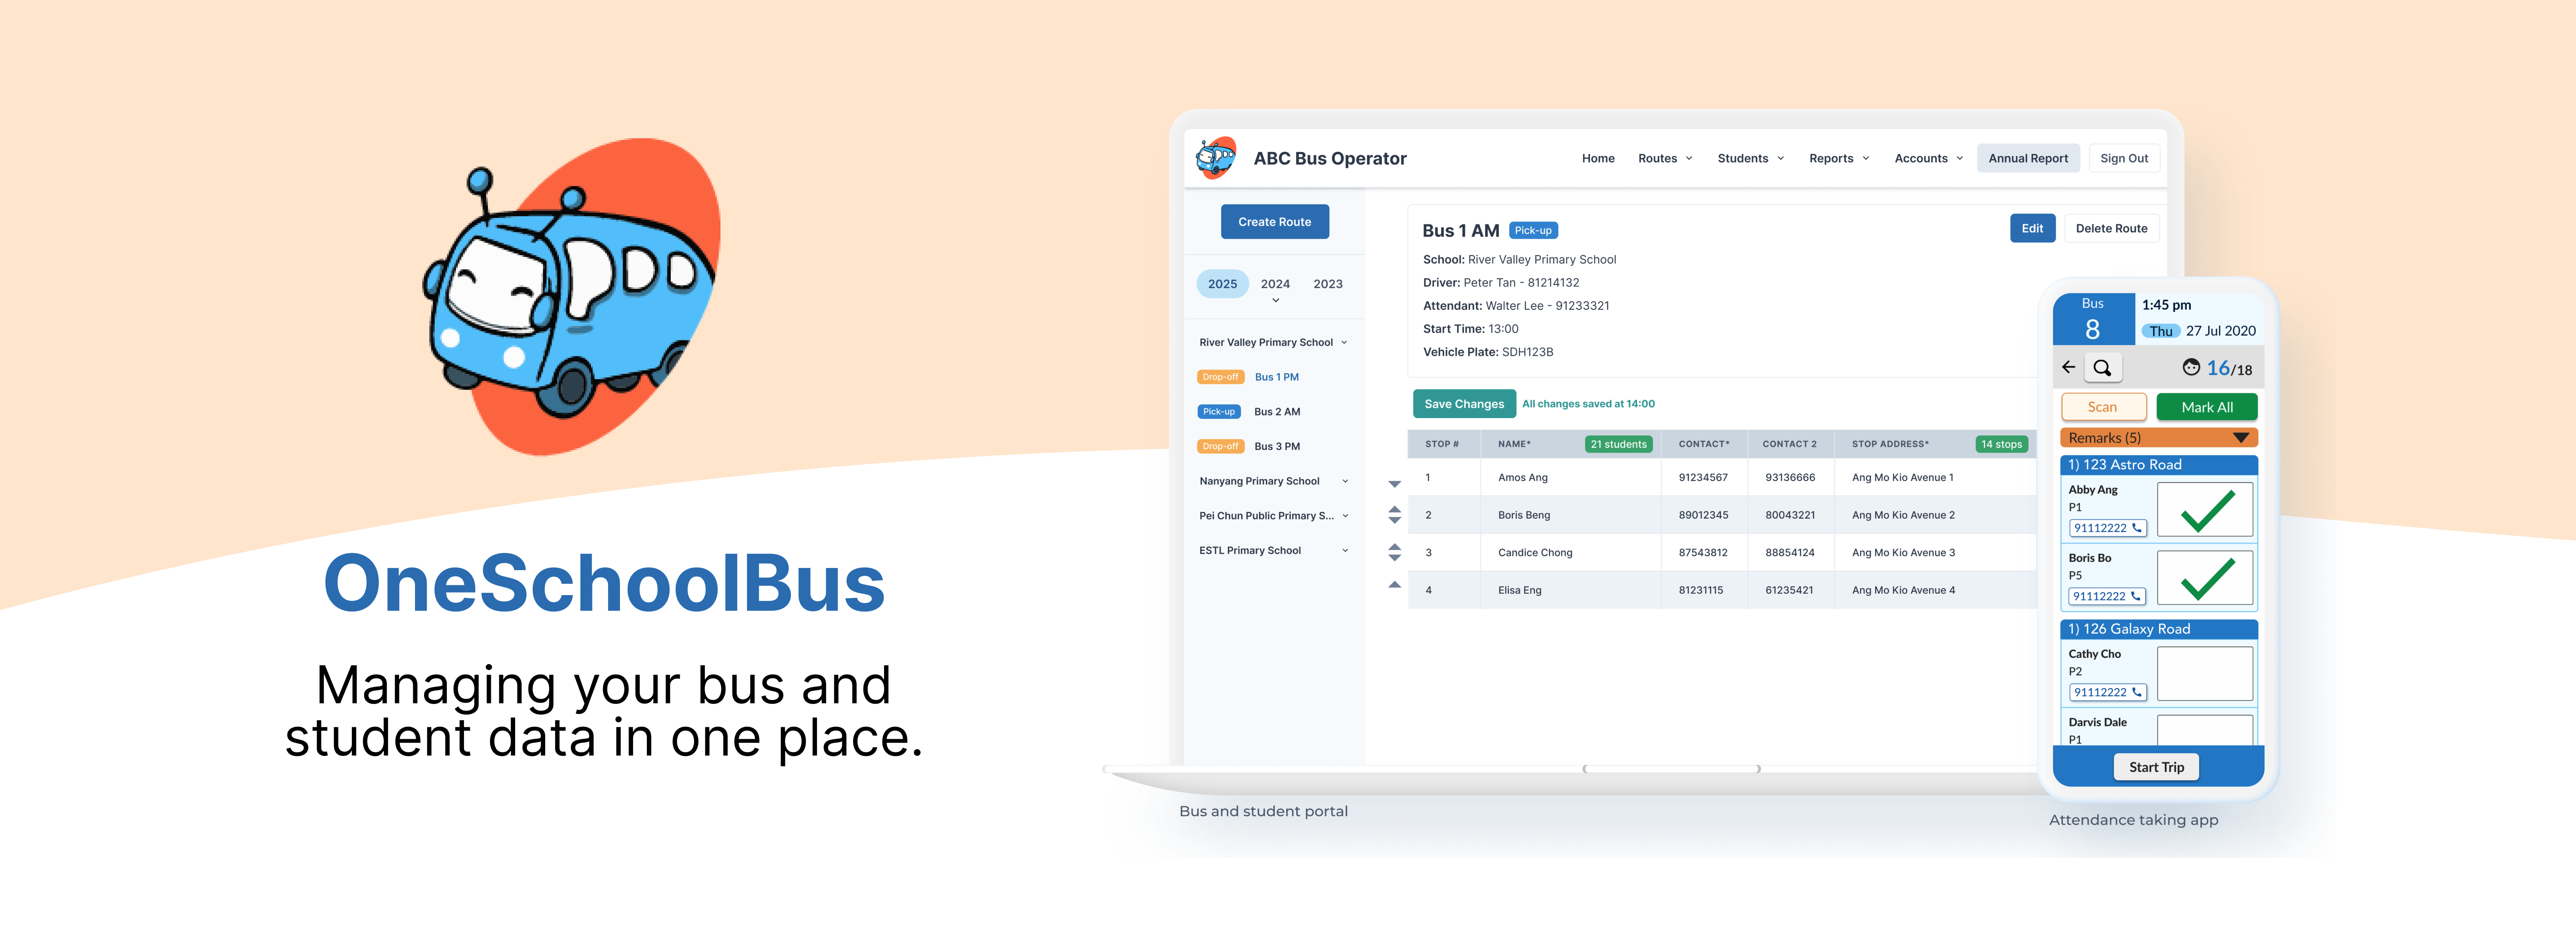 OneSchoolBus
Managing your bus and
student data in one place.
ABC Bus Operator
Home Routes Students Reports Accounts Annual Report Sign Out
Create Route
2025 2024 2023
River Valley Primary School
Drop-off Bus 1 PM
Pick-up Bus 2 AM
Drop-off Bus 3 PM
Nanyang Primary School
Pei Chun Public Primary S...
ESTL Primary School
Bus 1 AM Pick-up
Edit Delete Route
School: River Valley Primary School
Driver: Peter Tan - 81214132
Attendant: Walter Lee - 91233321
Start Time: 13:00
Vehicle Plate: SDH123B
Save Changes All changes saved at 14:00
STOP # NAME* 21 students CONTACT* CONTACT 2 STOP ADDRESS* 14 stops
1 Amos Ang 91234567 93136666 Ang Mo Kio Avenue 1
2 Boris Beng 89012345 80043221 Ang Mo Kio Avenue 2
3 Candice Chong 87543812 88854124 Ang Mo Kio Avenue 3
4 Elisa Eng 81231115 61235421 Ang Mo Kio Avenue 4
Bus and student portal
Bus
8
1:45 pm
Thu 27 Jul 2020
16/18
Scan Mark All
Remarks (5)
1) 123 Astro Road
Abby Ang
P1
91112222
Boris Bo
P5
91112222
1) 126 Galaxy Road
Cathy Cho
P2
91112222
Darvis Dale
P1
Start Trip
Attendance taking app